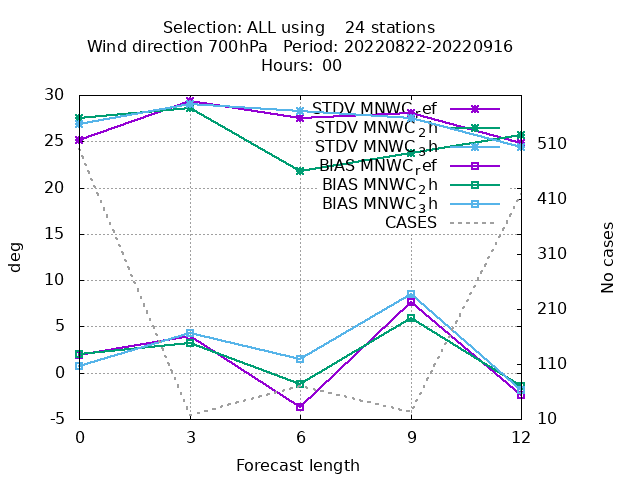 Selection: ALL using 24 stations
Wind direction 700hPa Period: 20220822-20220916
Hours: 00
30
25
20
15
10
5
0
-5
deg
STDV MNWC_ref
STDV MNWC_2h
STDV MNWC_3h
BIAS MNWC_ref
BIAS MNWC_2h
BIAS MNWC_3h
CASES
510
410
310
210
110
10
No cases
0 3 6 9 12
Forecast length